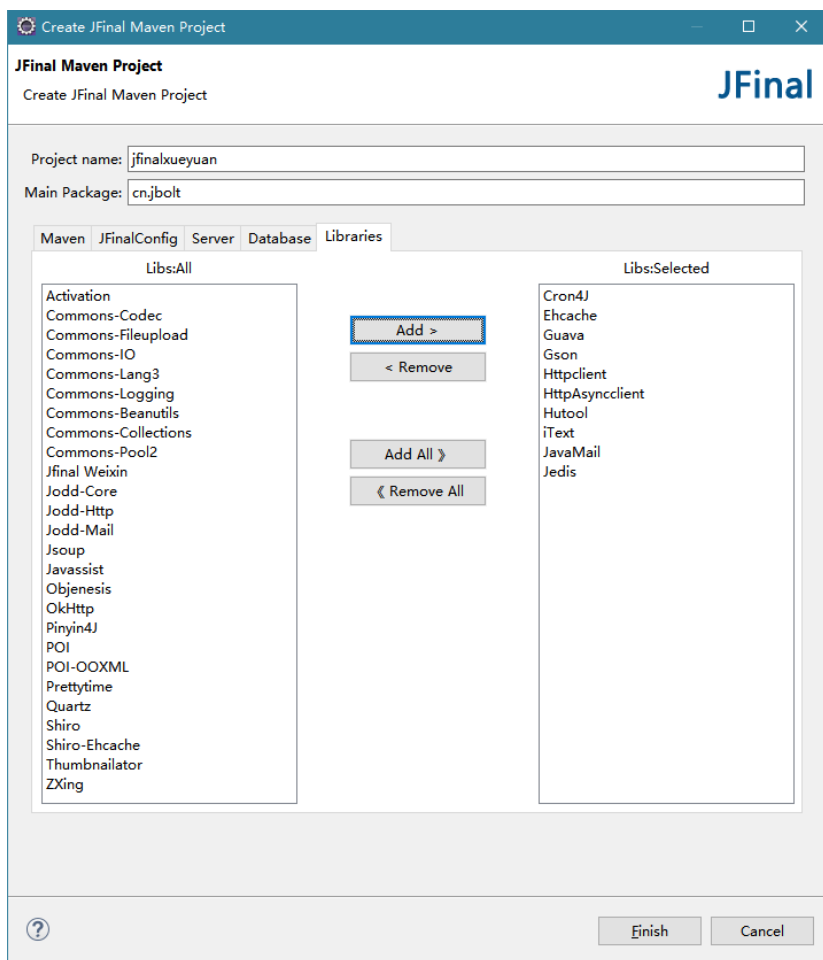 Create JFinal Maven Project
JFinal Maven Project
Create JFinal Maven Project
JFinal
Project name: jfinalxueyuan
Main Package: cn.jbolt
Maven JFinalConfig Server Database Libraries
Libs:All
Activation
Commons-Codec
Commons-Fileupload
Commons-IO
Commons-Lang3
Commons-Logging
Commons-Beanutils
Commons-Collections
Commons-Pool2
Jfinal Weixin
Jodd-Core
Jodd-Http
Jodd-Mail
Jsoup
Javassist
Objenesis
OkHttp
Pinyin4J
POI
POI-OOXML
Prettytime
Quartz
Shiro
Shiro-Ehcache
Thumbnailator
ZXing
Add >
< Remove
Add All 》
《 Remove All
Libs:Selected
Cron4J
Ehcache
Guava
Gson
Httpclient
HttpAsyncclient
Hutool
iText
JavaMail
Jedis
?
Finish
Cancel